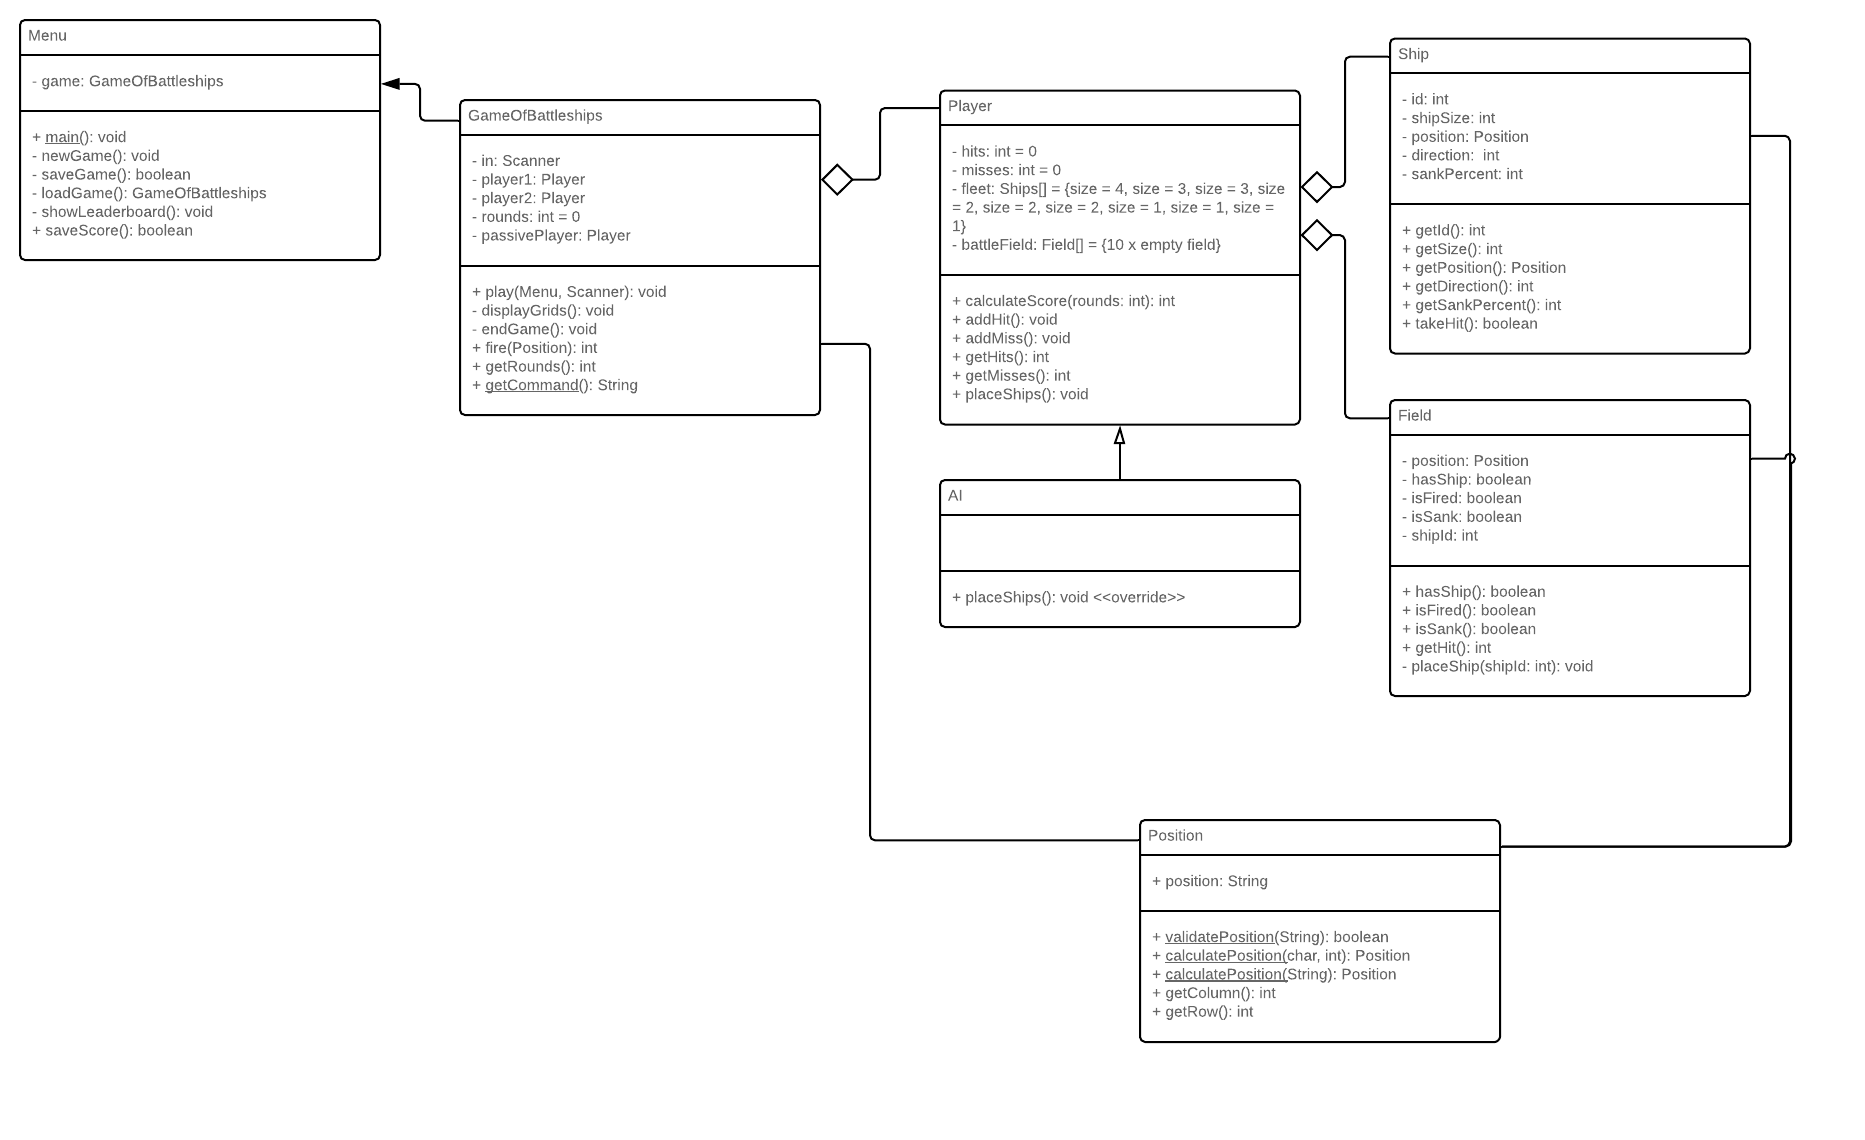 Menu
- game: GameOfBattleships
+ main(): void
- newGame(): void
- saveGame(): boolean
- loadGame(): GameOfBattleships
- showLeaderboard(): void
+ saveScore(): boolean
GameOfBattleships
- in: Scanner
- player1: Player
- player2: Player
- rounds: int = 0
- passivePlayer: Player
+ play(Menu, Scanner): void
- displayGrids(): void
- endGame(): void
+ fire(Position): int
+ getRounds(): int
+ getCommand(): String
Player
- hits: int = 0
- misses: int = 0
- fleet: Ships[] = {size = 4, size = 3, size = 3, size
= 2, size = 2, size = 2, size = 1, size = 1, size =
1}
- battleField: Field[] = {10 x empty field}
+ calculateScore(rounds: int): int
+ addHit(): void
+ addMiss(): void
+ getHits(): int
+ getMisses(): int
+ placeShips(): void
AI
+ placeShips(): void <<override>>
Ship
- id: int
- shipSize: int
- position: Position
- direction:  int
- sankPercent: int
+ getId(): int
+ getSize(): int
+ getPosition(): Position
+ getDirection(): int
+ getSankPercent(): int
+ takeHit(): boolean
Field
- position: Position
- hasShip: boolean
- isFired: boolean
- isSank: boolean
- shipId: int
+ hasShip(): boolean
+ isFired(): boolean
+ isSank(): boolean
+ getHit(): int
- placeShip(shipId: int): void
Position
+ position: String
+ validatePosition(String): boolean
+ calculatePosition(char, int): Position
+ calculatePosition(String): Position
+ getColumn(): int
+ getRow(): int